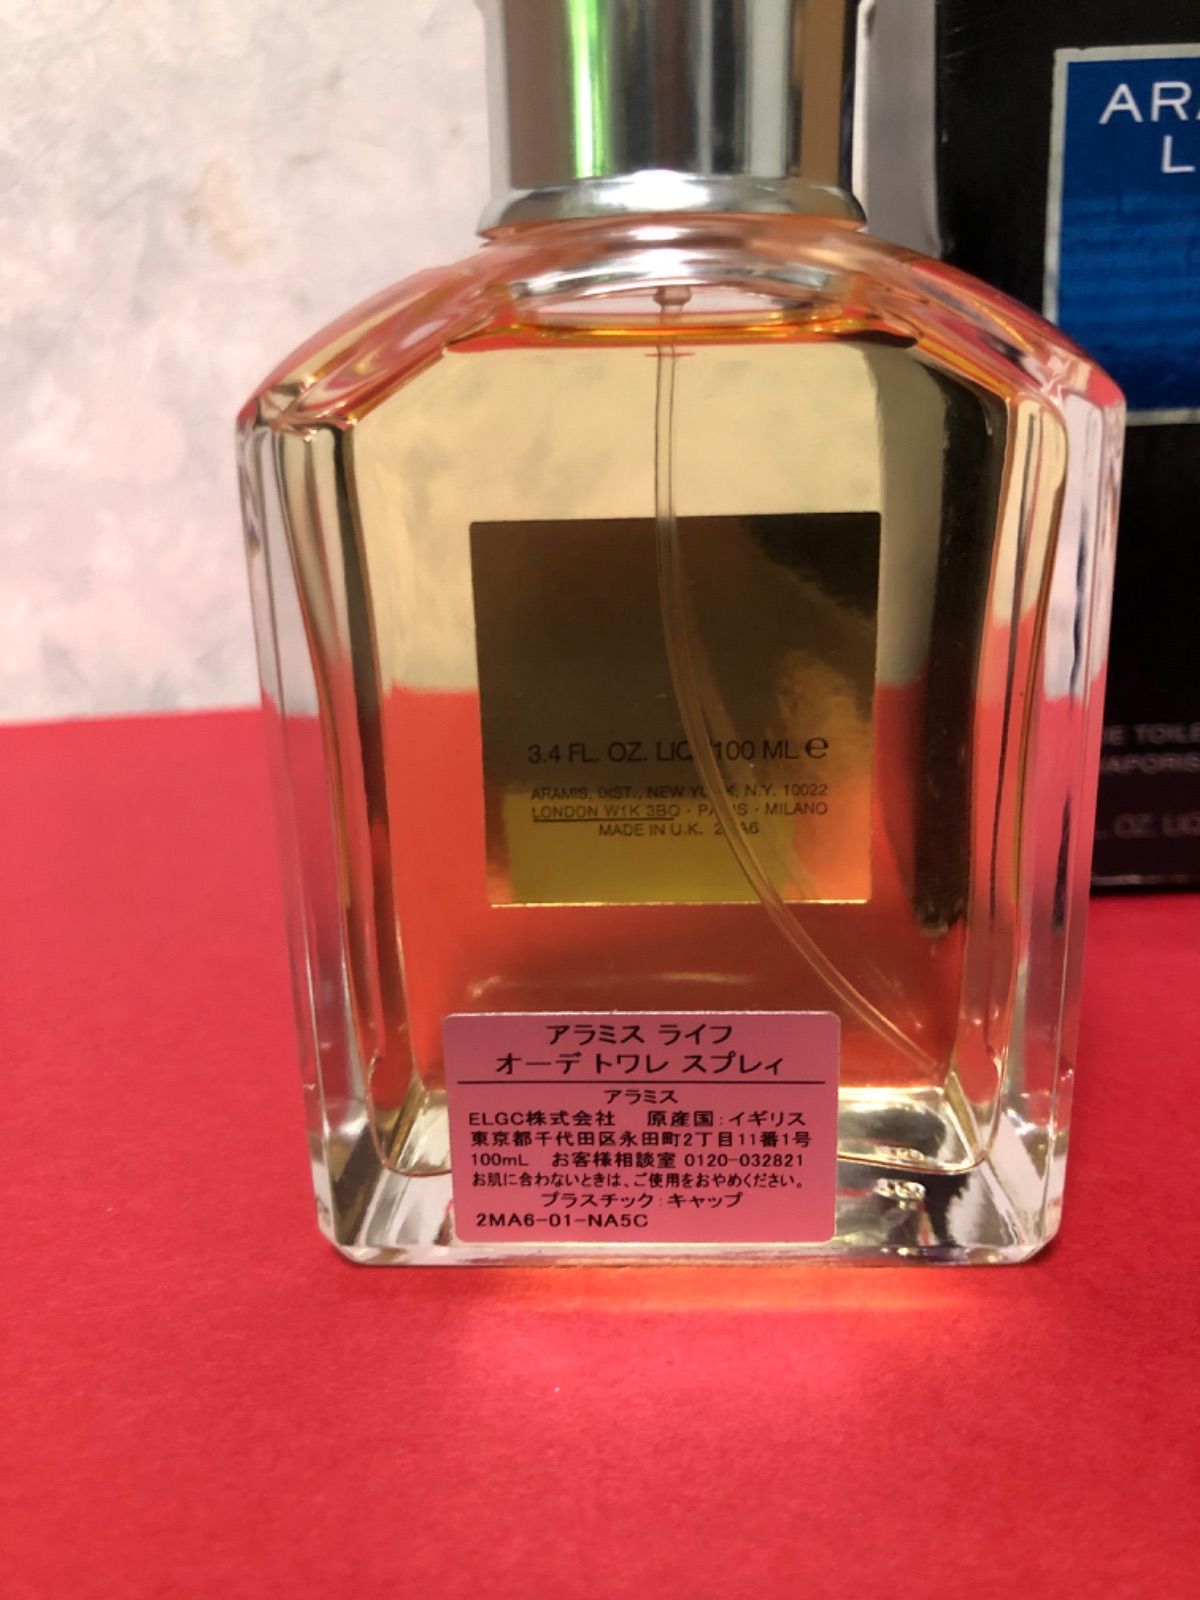 3.4 FL. OZ. LIQ. 100 ML ℮
ARAMIS, DIST., NEW YORK, N.Y. 10022
LONDON W1K 3BQ · PARIS · MILANO
MADE IN U.K. 2MA6
アラミス ライフ
オーデ トワレ スプレィ
アラミス
ELGC株式会社 原産国:イギリス
東京都千代田区永田町2丁目11番1号
100mL お客様相談室 0120-032821
お肌に合わないときは、ご使用をおやめください。
プラスチック:キャップ
2MA6-01-NA5C
ARA
L
DE TOILE
VAPORIS
L. OZ. LIQ